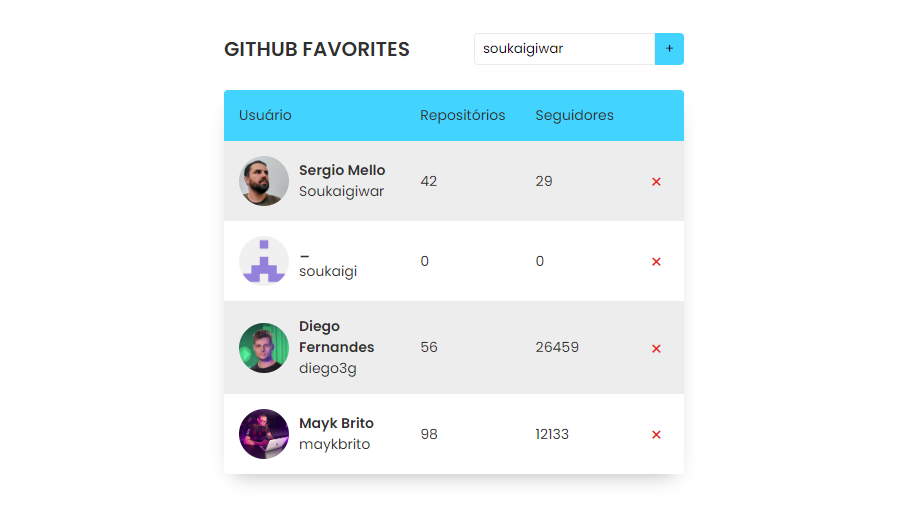 GITHUB FAVORITES
soukaigiwar +
Usuário Repositórios Seguidores
Sergio Mello
Soukaigiwar 42 29 ×
_
soukaigi 0 0 ×
Diego
Fernandes
diego3g 56 26459 ×
Mayk Brito
maykbrito 98 12133 ×